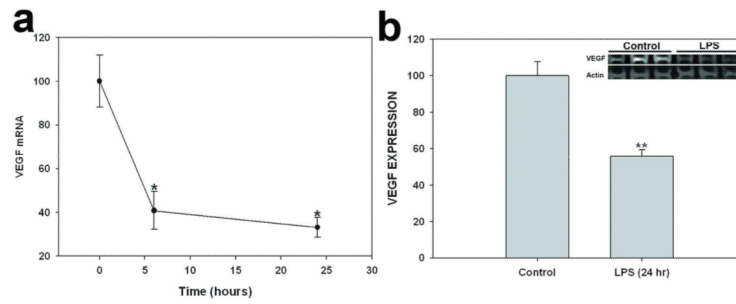 a
120
100
80
60
40
20
VEGF mRNA
*
*
0
5
10
15
20
25
30
Time (hours)
b
120
100
80
60
40
20
0
VEGF EXPRESSION
Control LPS
VEGF
Actin
**
Control
LPS (24 hr)